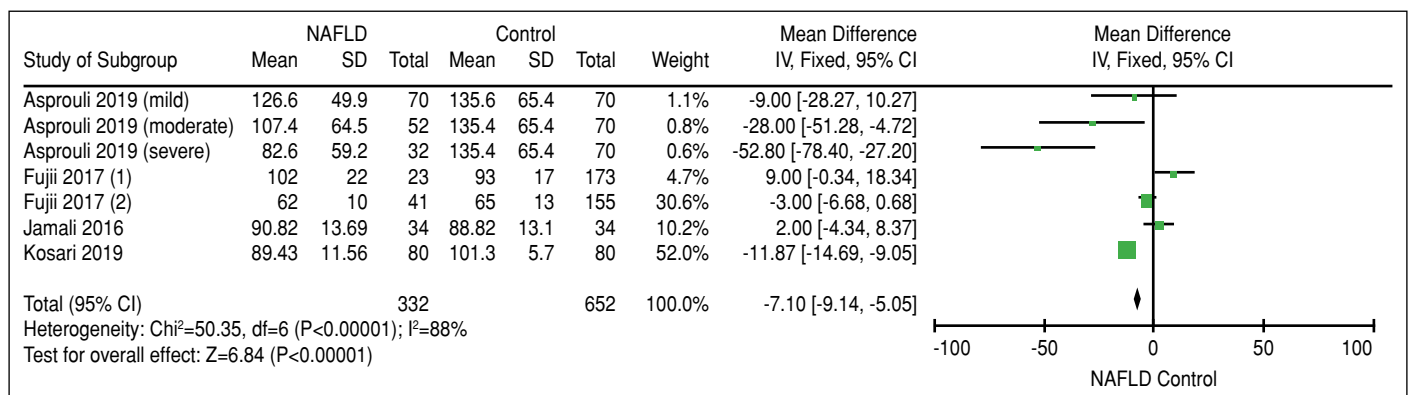 NAFLD Control Mean Difference Mean Difference
Study of Subgroup Mean SD Total Mean SD Total Weight IV, Fixed, 95% CI IV, Fixed, 95% CI
Asprouli 2019 (mild) 126.6 49.9 70 135.6 65.4 70 1.1% -9.00 [-28.27, 10.27]
Asprouli 2019 (moderate) 107.4 64.5 52 135.4 65.4 70 0.8% -28.00 [-51.28, -4.72]
Asprouli 2019 (severe) 82.6 59.2 32 135.4 65.4 70 0.6% -52.80 [-78.40, -27.20]
Fujii 2017 (1) 102 22 23 93 17 173 4.7% 9.00 [-0.34, 18.34]
Fujii 2017 (2) 62 10 41 65 13 155 30.6% -3.00 [-6.68, 0.68]
Jamali 2016 90.82 13.69 34 88.82 13.1 34 10.2% 2.00 [-4.34, 8.37]
Kosari 2019 89.43 11.56 80 101.3 5.7 80 52.0% -11.87 [-14.69, -9.05]
Total (95% CI) 332 652 100.0% -7.10 [-9.14, -5.05]
Heterogeneity: Chi²=50.35, df=6 (P<0.00001); I²=88%
Test for overall effect: Z=6.84 (P<0.00001)
-100 -50 0 50 100
NAFLD Control